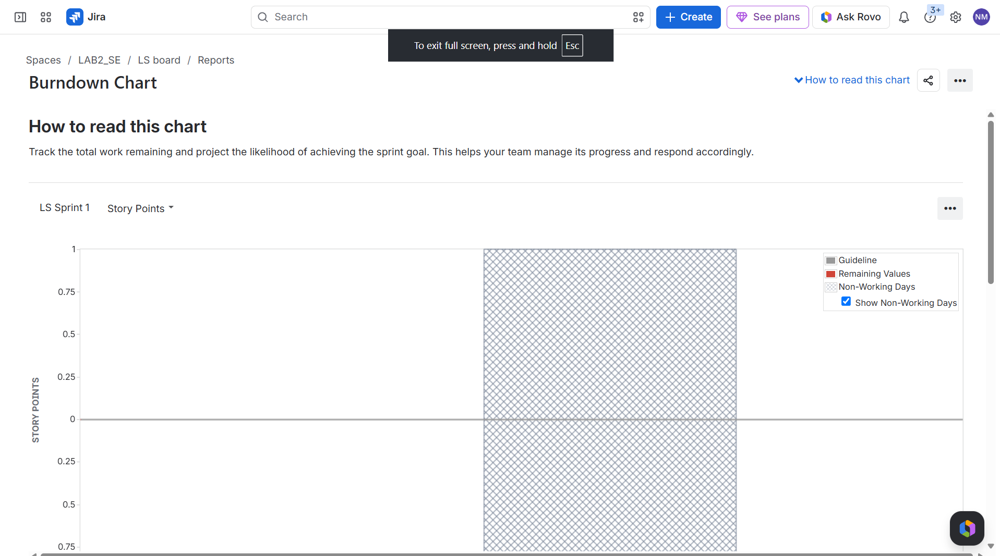 Jira
Search
Create
See plans
Ask Rovo
3+
NM
To exit full screen, press and hold Esc
Spaces / LAB2_SE / LS board / Reports
Burndown Chart
How to read this chart
How to read this chart
Track the total work remaining and project the likelihood of achieving the sprint goal. This helps your team manage its progress and respond accordingly.
LS Sprint 1
Story Points
1
0.75
0.5
0.25
0
0.25
0.5
0.75
STORY POINTS
Guideline
Remaining Values
Non-Working Days
Show Non-Working Days